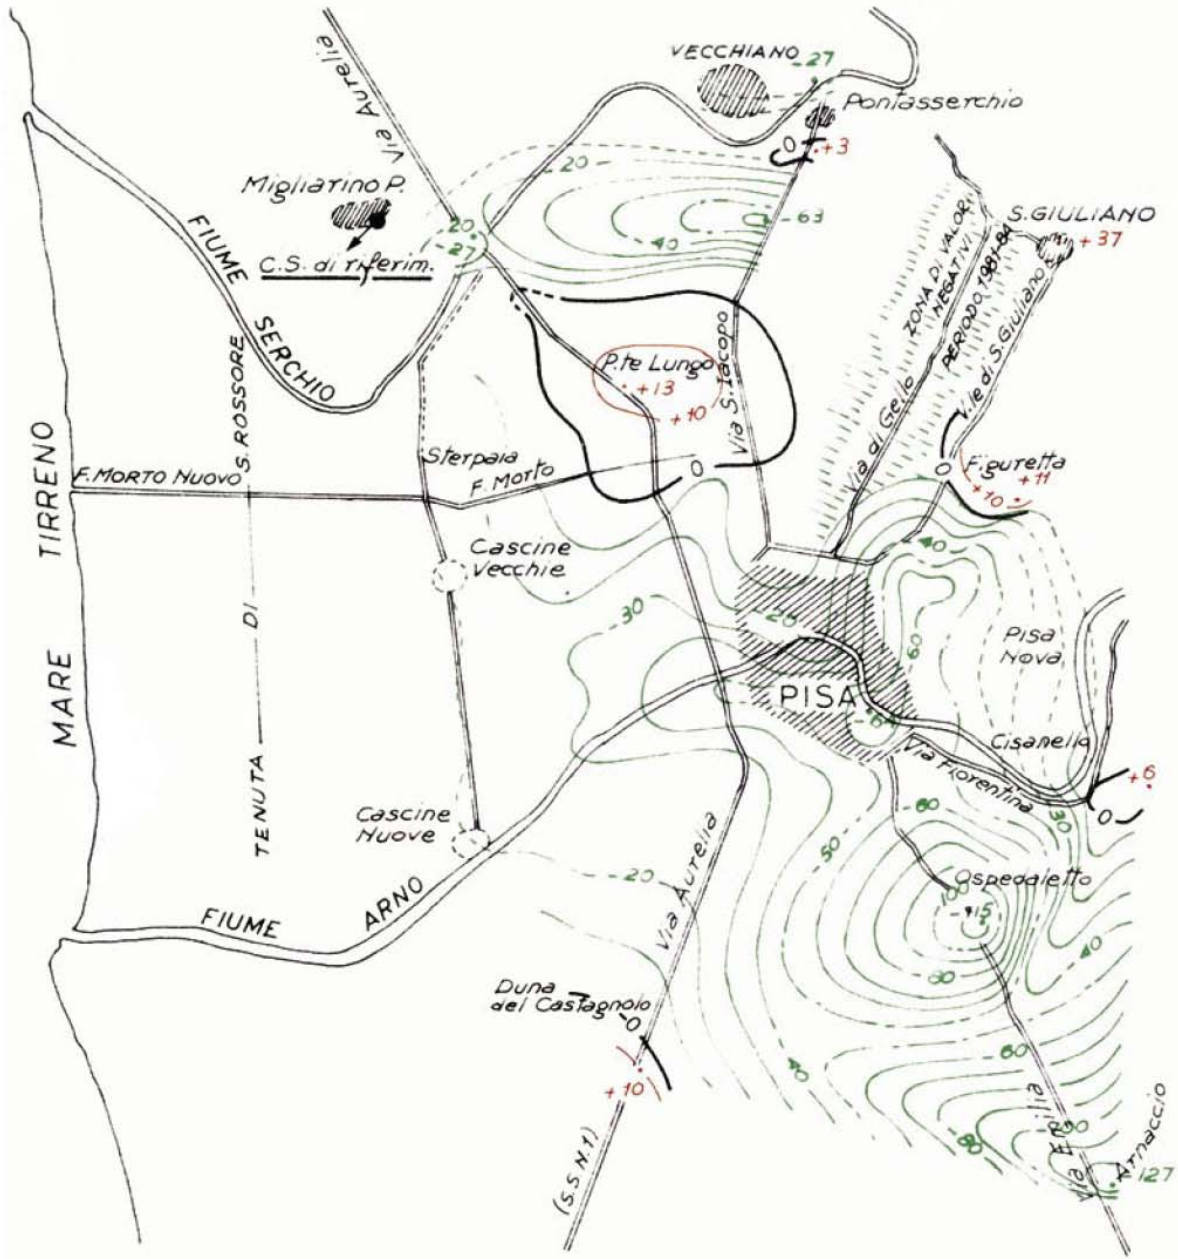 Via Aurelia
VECCHIANO
-27
Pontasserchio
0
+3
-20-
Migliarino P.
C.S. di riferim.
20
-27
-40
-63
S.GIULIANO
+37
ZONA DI VALORI
NEGATIVI
PERIODO 1981-84
FIUME
SERCHIO
S. ROSSORE
P.te Lungo
+13
+10
Via S. Iacopo
Via di Gello
V.le di S. Giuliano
Sterpaia
F. MORTO NUOVO
F. Morto
0
0
Figuretta
+11
+10
MARE TIRRENO
Cascine
Vecchie
-40
-30
-20
60
Pisa
Nova
TENUTA DI
PISA
Cisanello
Via Fiorentina
+6
0
Cascine
Nuove
-60
30
50
Ospedaletto
100
-20
FIUME ARNO
Via Aurelia
40
80
Duna
del Castagnolo
0
+10
-60
40
80
Via Emilia
Arnaccio
-127
(S.S N.1)